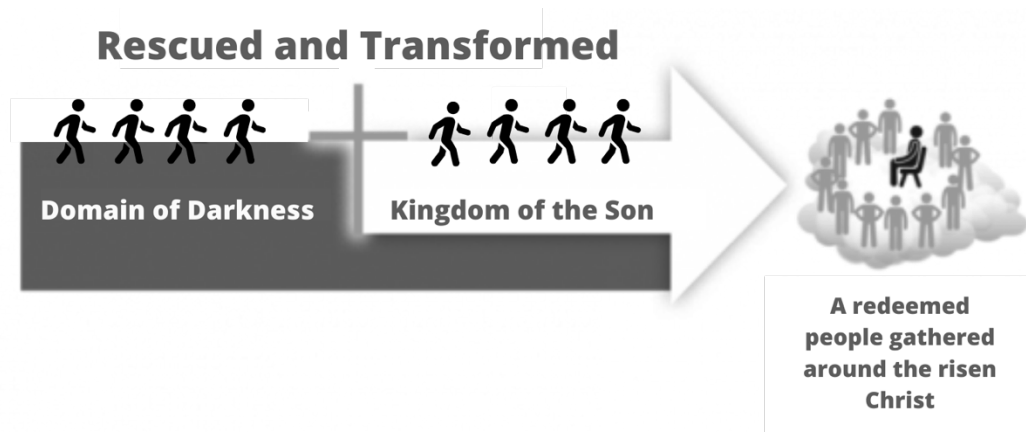 Rescued and Transformed
Domain of Darkness
Kingdom of the Son
A redeemed
people gathered
around the risen
Christ